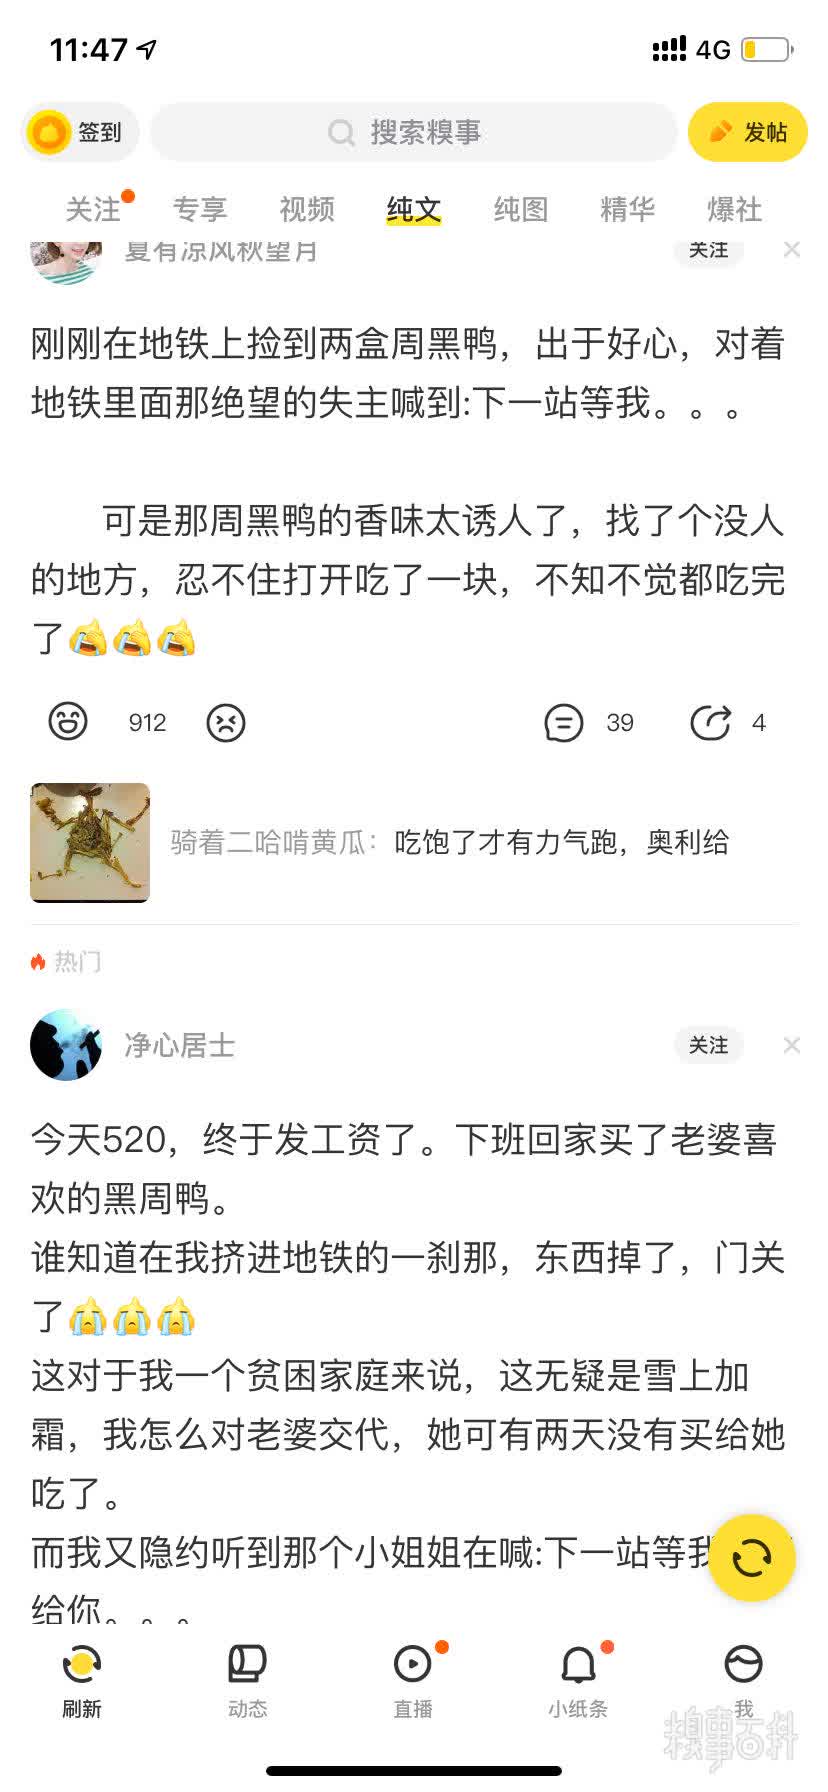 11:47
4G
签到
搜索糗事
发帖
关注 专享 视频 纯文 纯图 精华 爆社
夏有凉风秋望月
关注
刚刚在地铁上捡到两盒周黑鸭，出于好心，对着
地铁里面那绝望的失主喊到:下一站等我。。。
可是那周黑鸭的香味太诱人了，找了个没人
的地方，忍不住打开吃了一块，不知不觉都吃完
了
912 39 4
骑着二哈啃黄瓜：吃饱了才有力气跑，奥利给
热门
净心居士
关注
今天520，终于发工资了。下班回家买了老婆喜
欢的黑周鸭。
谁知道在我挤进地铁的一刹那，东西掉了，门关
了
这对于我一个贫困家庭来说，这无疑是雪上加
霜，我怎么对老婆交代，她可有两天没有买给她
吃了。
而我又隐约听到那个小姐姐在喊:下一站等我
给你。。。
刷新 动态 直播 小纸条 我
糗事百科